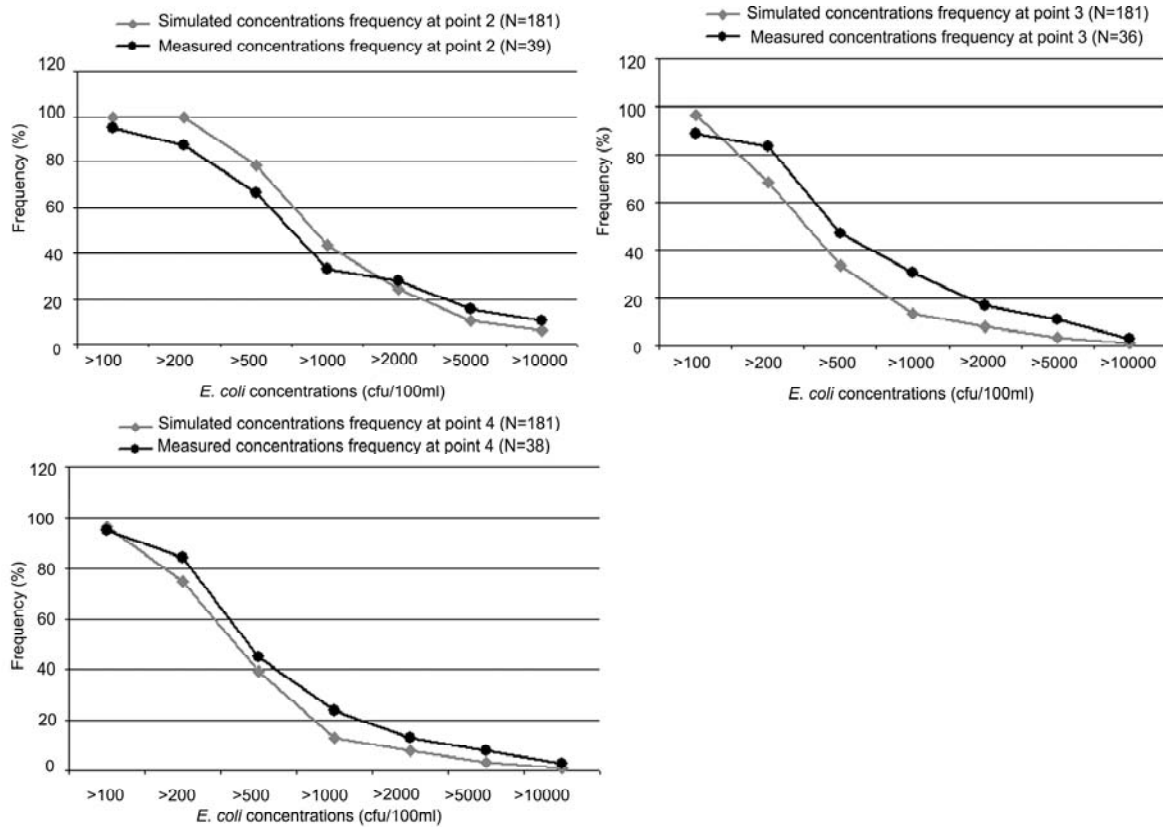 Simulated concentrations frequency at point 2 (N=181)
Measured concentrations frequency at point 2 (N=39)
120
100
80
60
40
20
0
Frequency (%)
>100 >200 >500 >1000 >2000 >5000 >10000
E. coli concentrations (cfu/100ml)
Simulated concentrations frequency at point 3 (N=181)
Measured concentrations frequency at point 3 (N=36)
120
100
80
60
40
20
0
Frequency (%)
>100 >200 >500 >1000 >2000 >5000 >10000
E. coli concentrations (cfu/100ml)
Simulated concentrations frequency at point 4 (N=181)
Measured concentrations frequency at point 4 (N=38)
120
100
80
60
40
20
0
Frequency (%)
>100 >200 >500 >1000 >2000 >5000 >10000
E. coli concentrations (cfu/100ml)